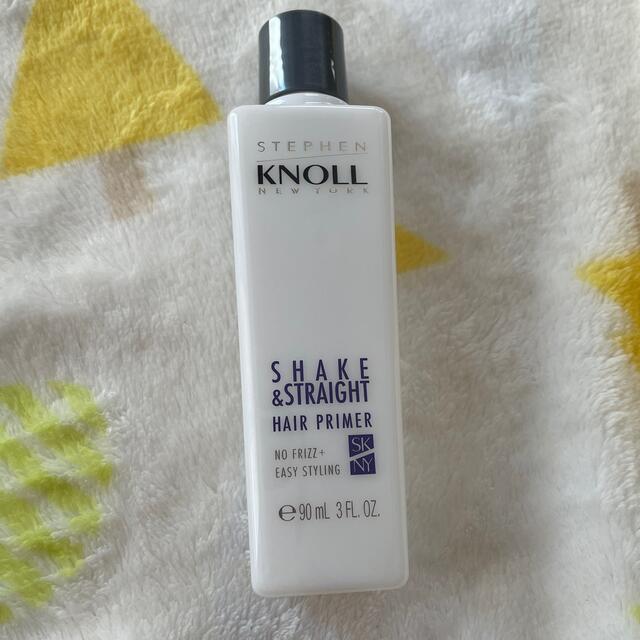 STEPHEN
KNOLL
NEW YORK
SHAKE
&STRAIGHT
HAIR PRIMER
NO FRIZZ+
EASY STYLING
SK
NY
℮90 mL 3 FL. OZ.